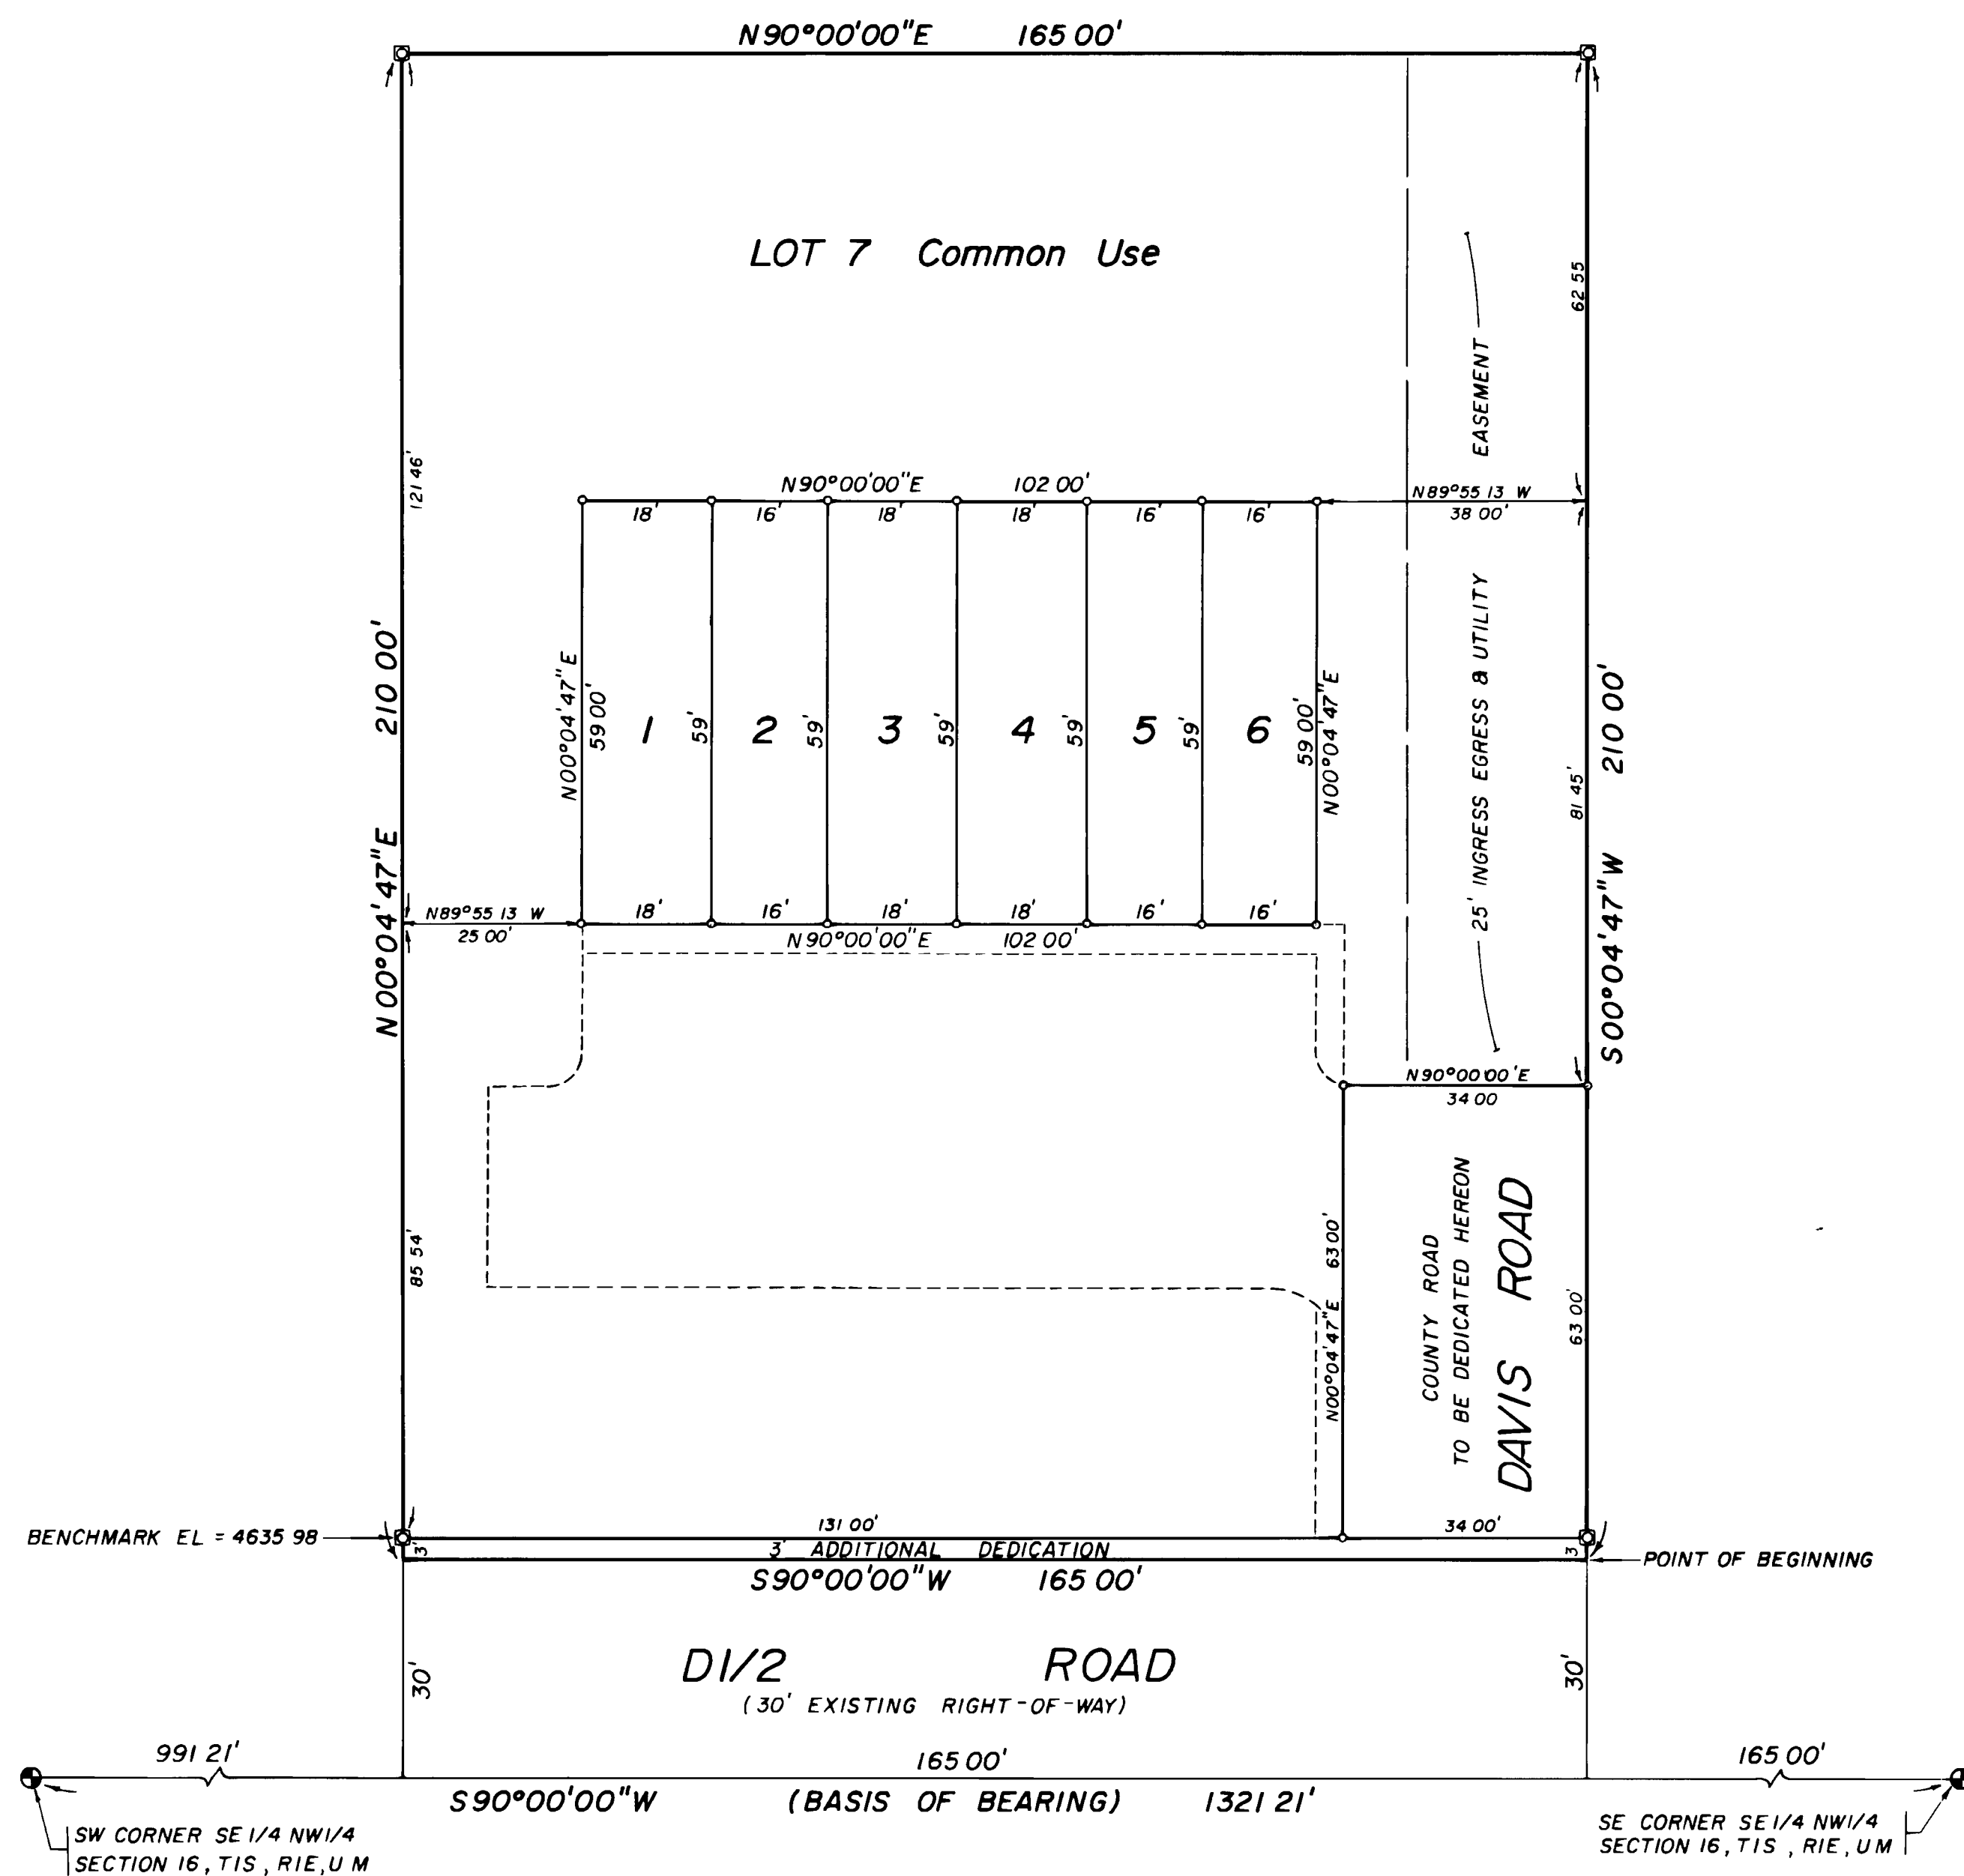 N90°00'00"E 165 00'
LOT 7 Common Use
62 55
EASEMENT
121 46'
N90°00'00"E 102 00'
18' 16' 18' 18' 16' 16'
N89°55 13 W
38 00'
25' INGRESS EGRESS & UTILITY
N00°04'47"E 210 00'
N00°04'47"E
59 00'
1 59' 2 59' 3 59' 4 59' 5 59' 6
59 00'
N00°04'47"E
81 45'
S00°04'47"W 210 00'
N89°55 13 W
25 00'
18' 16' 18' 18' 16' 16'
N90°00'00"E 102 00'
N90°00'00'E
34 00
85 54'
N00°04'47"E 63 00'
COUNTY ROAD
TO BE DEDICATED HEREON
DAVIS ROAD
63 00'
BENCHMARK EL = 4635 98
131 00' 34 00'
3' 3' ADDITIONAL DEDICATION 3'
POINT OF BEGINNING
S90°00'00"W 165 00'
30' 30'
D1/2 ROAD
(30' EXISTING RIGHT-OF-WAY)
991 21' 165 00' 165 00'
S90°00'00"W (BASIS OF BEARING) 1321 21'
SW CORNER SE 1/4 NW1/4
SECTION 16, T1S, R1E, U M
SE CORNER SE 1/4 NW1/4
SECTION 16, T1S, R1E, U M